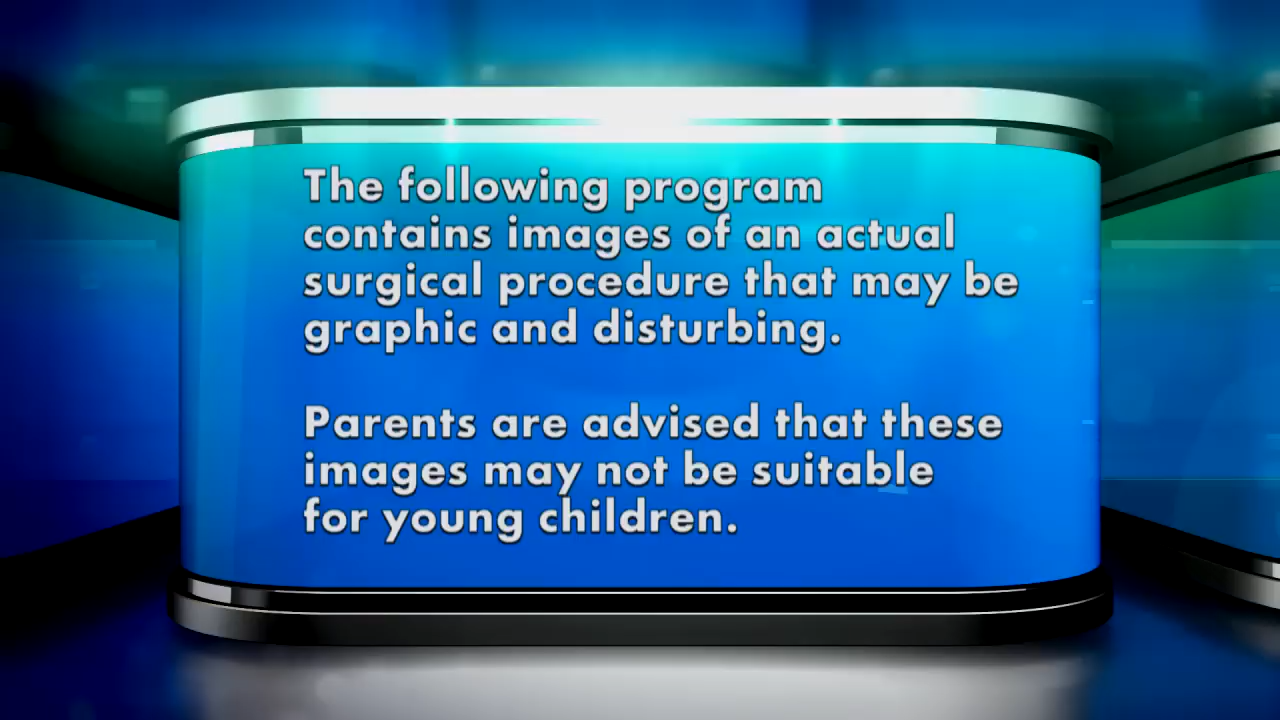 The following program
contains images of an actual
surgical procedure that may be
graphic and disturbing.
Parents are advised that these
images may not be suitable
for young children.